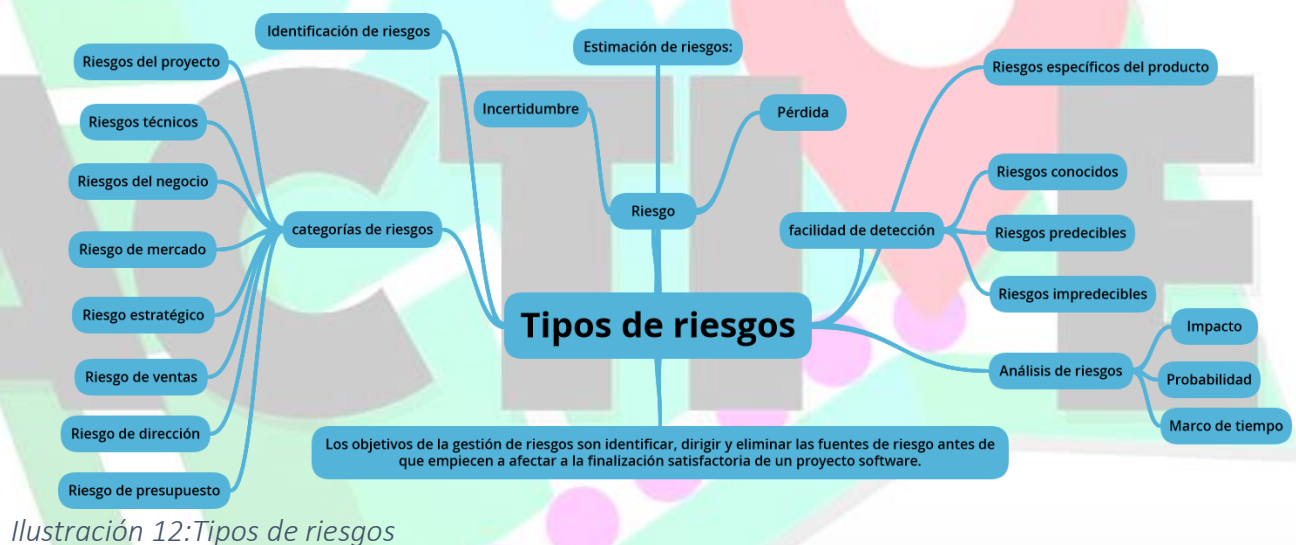 Identificación de riesgos
Estimación de riesgos:
Riesgos del proyecto
Riesgos específicos del producto
Incertidumbre
Pérdida
Riesgos técnicos
Riesgos conocidos
Riesgos del negocio
Riesgo
categorías de riesgos
facilidad de detección
Riesgos predecibles
Riesgo de mercado
Riesgos impredecibles
Riesgo estratégico
Tipos de riesgos
Impacto
Análisis de riesgos
Riesgo de ventas
Probabilidad
Marco de tiempo
Riesgo de dirección
Los objetivos de la gestión de riesgos son identificar, dirigir y eliminar las fuentes de riesgo antes de
que empiecen a afectar a la finalización satisfactoria de un proyecto software.
Riesgo de presupuesto
Ilustración 12:Tipos de riesgos